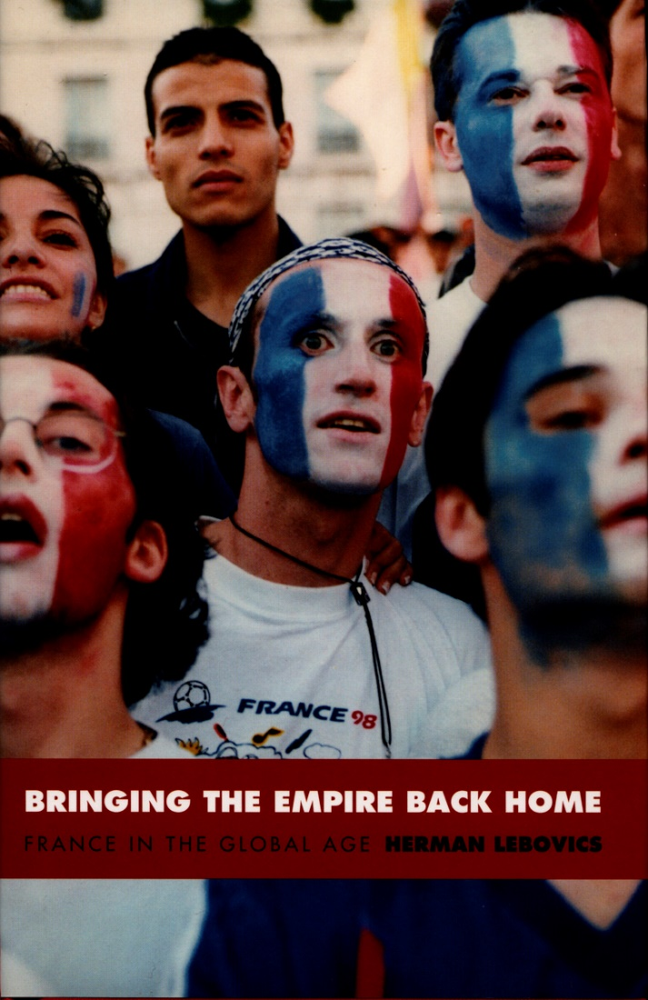 FRANCE 98
BRINGING THE EMPIRE BACK HOME
FRANCE IN THE GLOBAL AGE HERMAN LEBOVICS